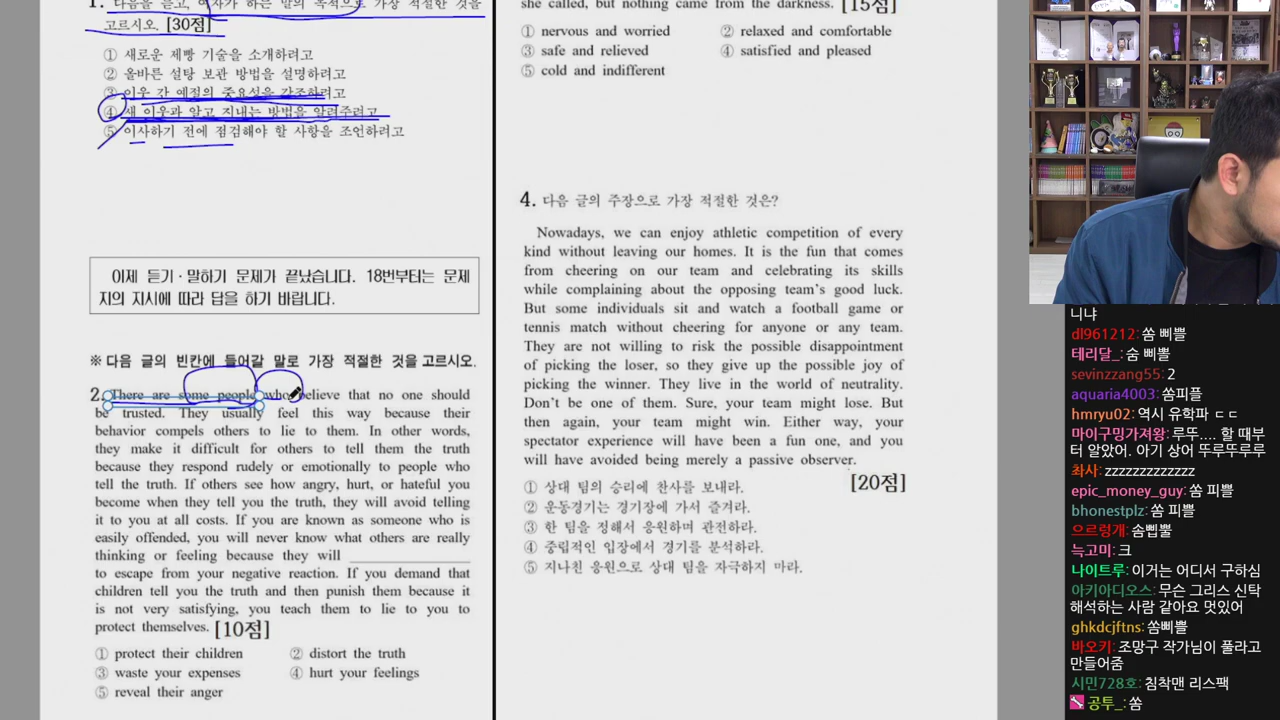 1. 다음을 듣고, 여자가 하는 말의 목적으로 가장 적절한 것을
고르시오. [30점]
① 새로운 제빵 기술을 소개하려고
② 올바른 설탕 보관 방법을 설명하려고
③ 이웃 간 예절의 중요성을 강조하려고
④ 새 이웃과 알고 지내는 방법을 알려주려고
⑤ 이사하기 전에 점검해야 할 사항을 조언하려고
이제 듣기·말하기 문제가 끝났습니다. 18번부터는 문제
지의 지시에 따라 답을 하기 바랍니다.
※ 다음 글의 빈칸에 들어갈 말로 가장 적절한 것을 고르시오.
2. There are some people who believe that no one should
be trusted. They usually feel this way because their
behavior compels others to lie to them. In other words,
they make it difficult for others to tell them the truth
because they respond rudely or emotionally to people who
tell the truth. If others see how angry, hurt, or hateful you
become when they tell you the truth, they will avoid telling
it to you at all costs. If you are known as someone who is
easily offended, you will never know what others are really
thinking or feeling because they will
to escape from your negative reaction. If you demand that
children tell you the truth and then punish them because it
is not very satisfying, you teach them to lie to you to
protect themselves. [10점]
① protect their children ② distort the truth
③ waste your expenses ④ hurt your feelings
⑤ reveal their anger
she called, but nothing came from the darkness. [15점]
① nervous and worried ② relaxed and comfortable
③ safe and relieved ④ satisfied and pleased
⑤ cold and indifferent
4. 다음 글의 주장으로 가장 적절한 것은?
Nowadays, we can enjoy athletic competition of every
kind without leaving our homes. It is the fun that comes
from cheering on our team and celebrating its skills
while complaining about the opposing team's good luck.
But some individuals sit and watch a football game or
tennis match without cheering for anyone or any team.
They are not willing to risk the possible disappointment
of picking the loser, so they give up the possible joy of
picking the winner. They live in the world of neutrality.
Don't be one of them. Sure, your team might lose. But
then again, your team might win. Either way, your
spectator experience will have been a fun one, and you
will have avoided being merely a passive observer.
[20점]
① 상대 팀의 승리에 찬사를 보내라.
② 운동경기는 경기장에 가서 즐겨라.
③ 한 팀을 정해서 응원하며 관전하라.
④ 중립적인 입장에서 경기를 분석하라.
⑤ 지나친 응원으로 상대 팀을 자극하지 마라.
니냐
dl961212: 쏨 삐쁠
테리달_: 숨 삐쁠
sevinzzang55: 2
aquaria4003: 쏨피쁠
hmryu02: 역시 유학파 ㄷㄷ
마이구밍가져왕: 루뚜.... 할 때부
터 알았어. 아기 상어 뚜루뚜루루
촤사: zzzzzzzzzzzzz
epic_money_guy: 쏨 피쁠
bhonestplz: 쏨 피쁠
으르렁개: 솜삡뿔
늑고미: 크
나이트루: 이거는 어디서 구하심
아키아디오스: 무슨 그리스 신탁
해석하는 사람 같아요 멋있어
ghkdcjftns: 쏨삐쁠
바오키: 조망구 작가님이 풀라고
만들어줌
시민728호: 침착맨 리스팩
공투_: 쏨